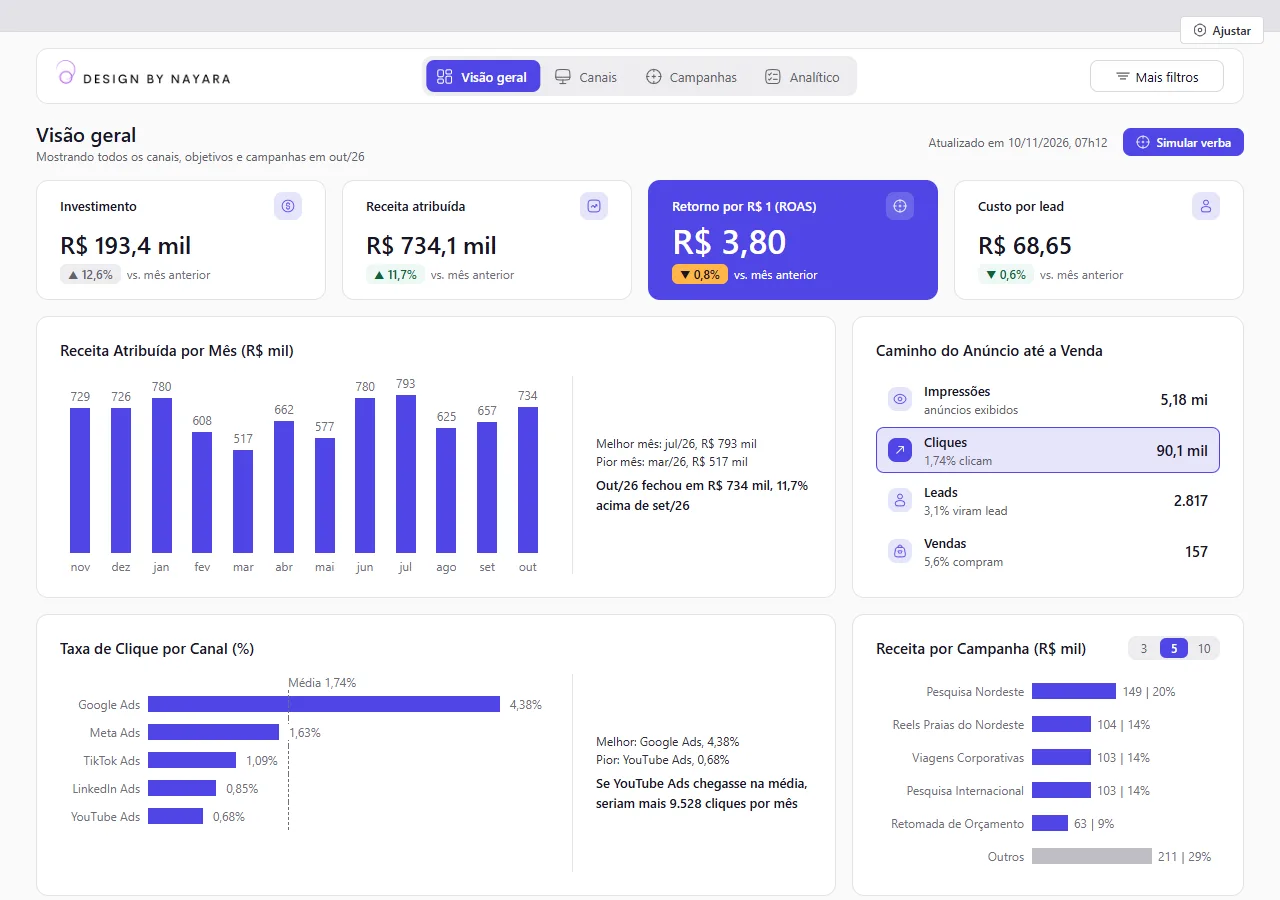 Ajustar
DESIGN BY NAYARA
Visão geral
Canais
Campanhas
Analítico
Mais filtros
Visão geral
Mostrando todos os canais, objetivos e campanhas em out/26
Atualizado em 10/11/2026, 07h12
Simular verba
Investimento
R$ 193,4 mil
▲ 12,6% vs. mês anterior
Receita atribuída
R$ 734,1 mil
▲ 11,7% vs. mês anterior
Retorno por R$ 1 (ROAS)
R$ 3,80
▼ 0,8% vs. mês anterior
Custo por lead
R$ 68,65
▼ 0,6% vs. mês anterior
Receita Atribuída por Mês (R$ mil)
729 726 780 608 517 662 577 780 793 625 657 734
nov dez jan fev mar abr mai jun jul ago set out
Melhor mês: jul/26, R$ 793 mil
Pior mês: mar/26, R$ 517 mil
Out/26 fechou em R$ 734 mil, 11,7%
acima de set/26
Caminho do Anúncio até a Venda
Impressões
anúncios exibidos
5,18 mi
Cliques
1,74% clicam
90,1 mil
Leads
3,1% viram lead
2.817
Vendas
5,6% compram
157
Taxa de Clique por Canal (%)
Média 1,74%
Google Ads 4,38%
Meta Ads 1,63%
TikTok Ads 1,09%
LinkedIn Ads 0,85%
YouTube Ads 0,68%
Melhor: Google Ads, 4,38%
Pior: YouTube Ads, 0,68%
Se YouTube Ads chegasse na média,
seriam mais 9.528 cliques por mês
Receita por Campanha (R$ mil)
3 5 10
Pesquisa Nordeste 149 | 20%
Reels Praias do Nordeste 104 | 14%
Viagens Corporativas 103 | 14%
Pesquisa Internacional 103 | 14%
Retomada de Orçamento 63 | 9%
Outros 211 | 29%